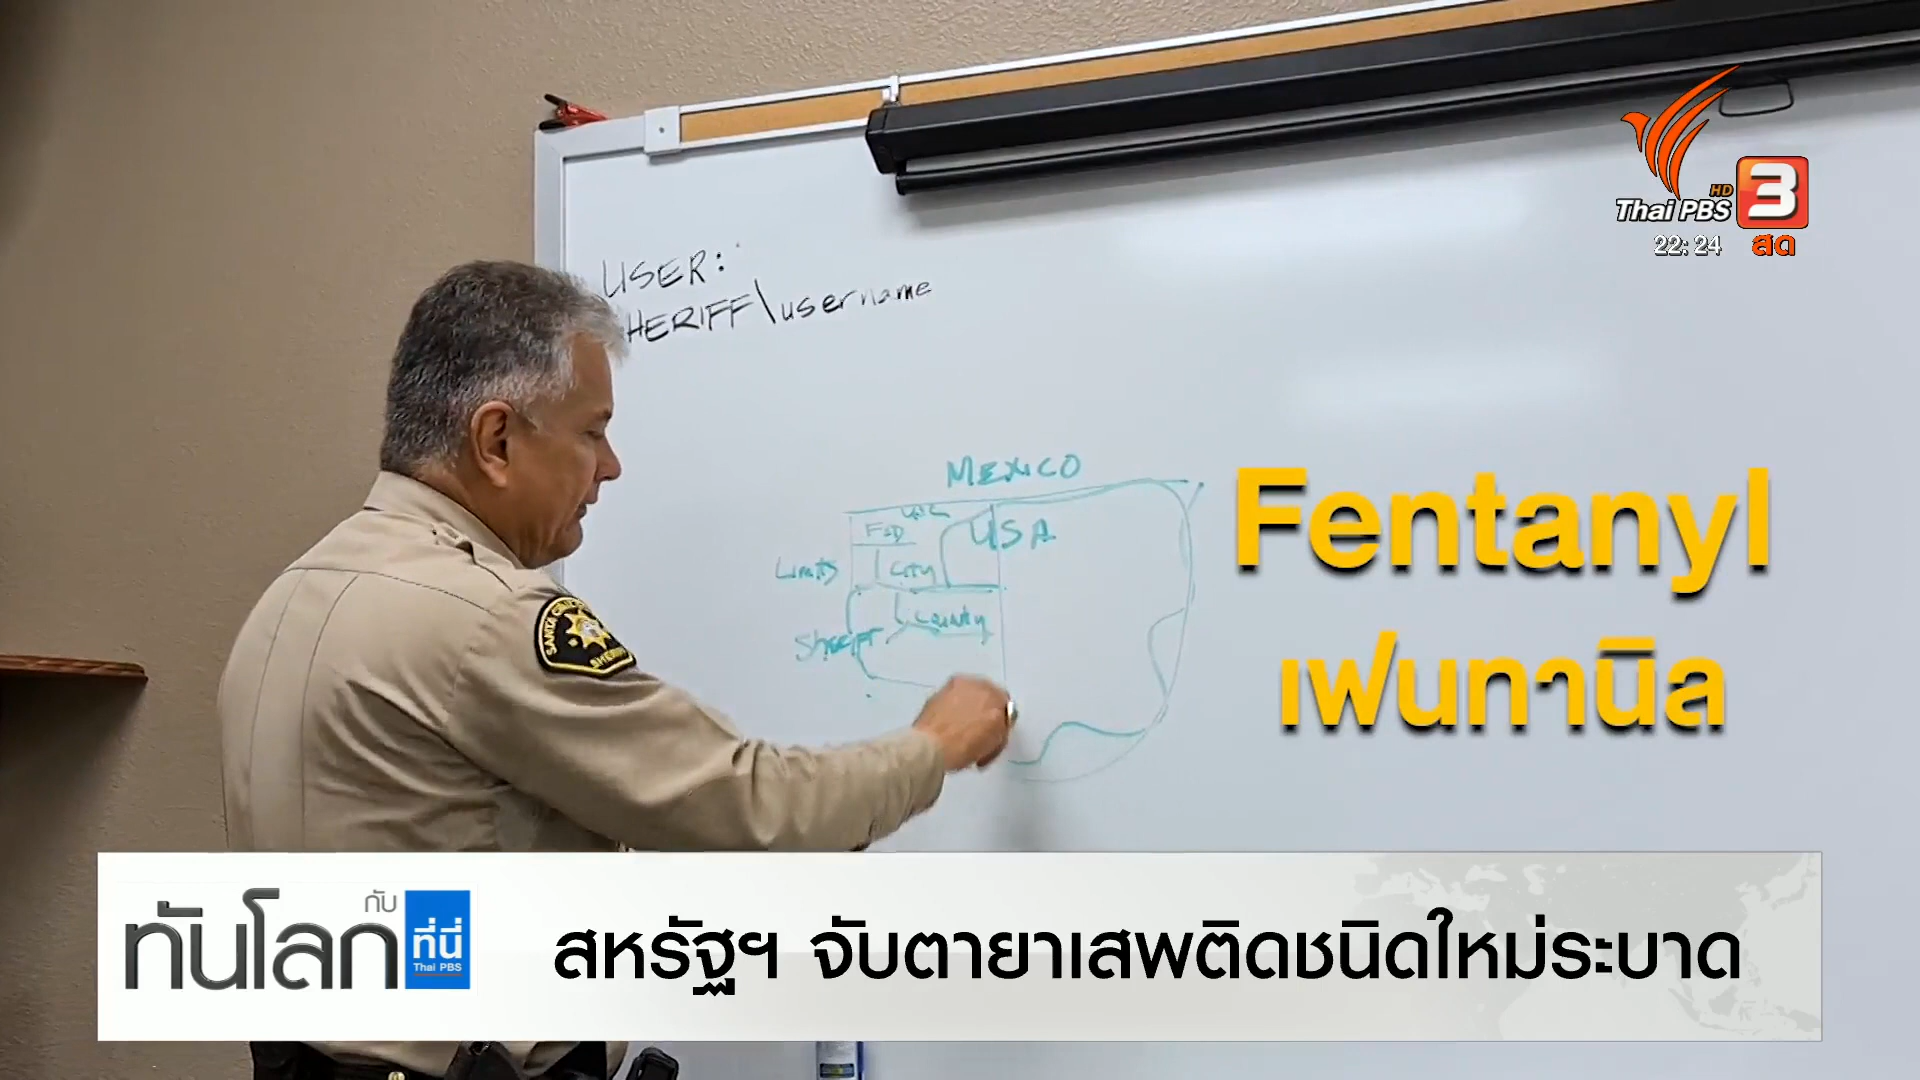 HD
Thai PBS 3
22:24 สด
USER:
HERIFF\username
MEXICO
USA
FED
Limits
City
County
Sheriff
SANTA
SHERIFF
Fentanyl
เฟนทานิล
ทันโลก กับ ที่นี่ Thai PBS
สหรัฐฯ จับตายาเสพติดชนิดใหม่ระบาด